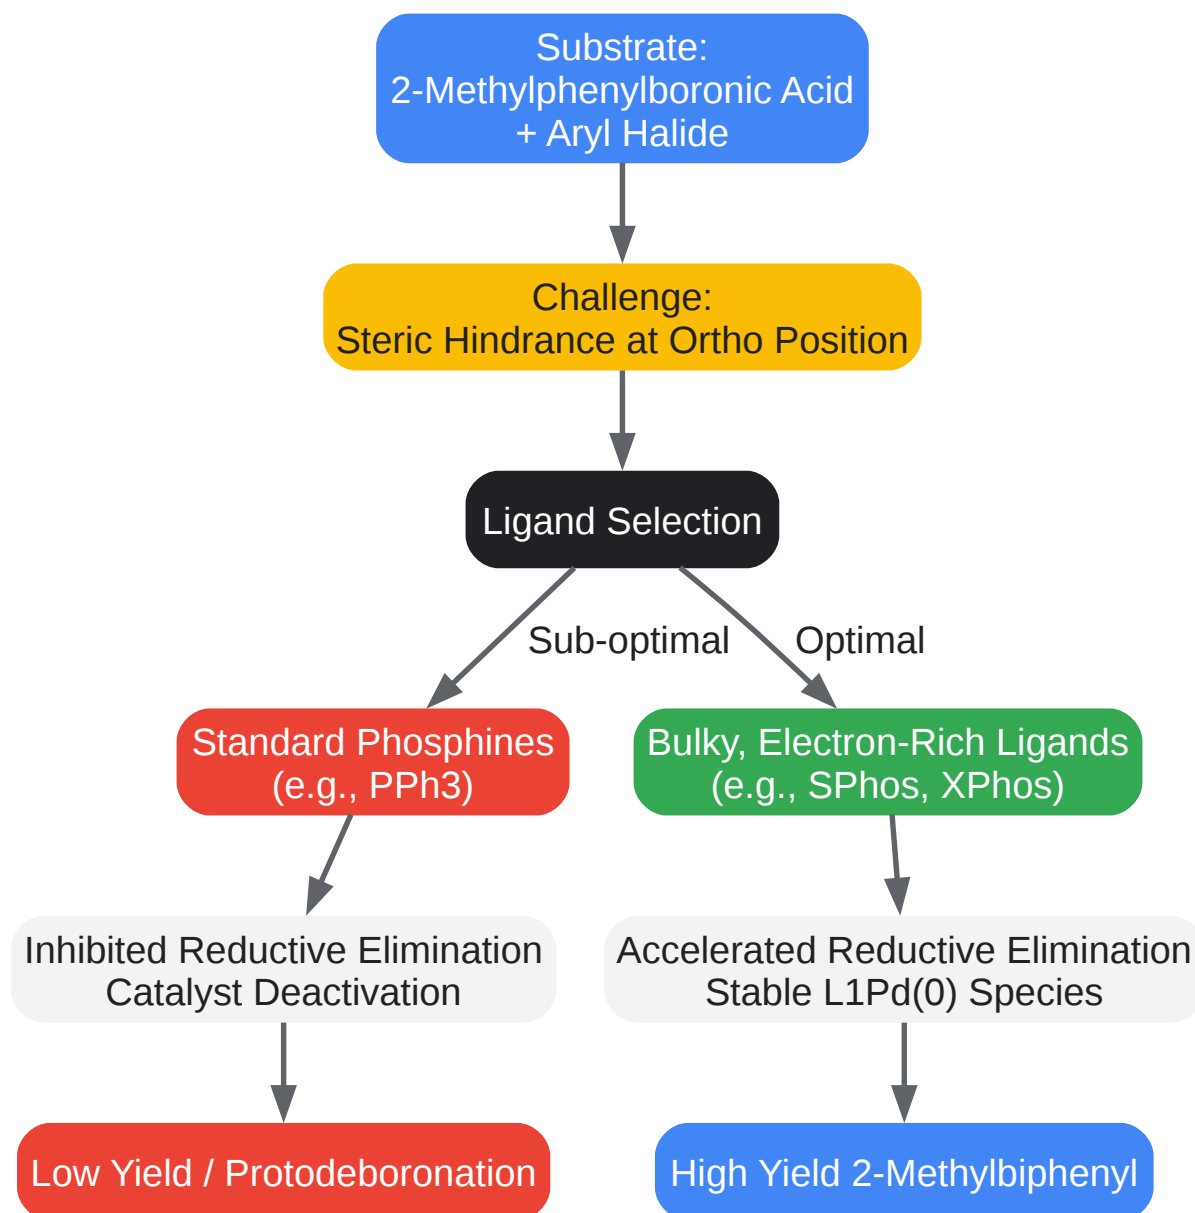 Substrate:
2-Methylphenylboronic Acid
+ Aryl Halide
Challenge:
Steric Hindrance at Ortho Position
Ligand Selection
Sub-optimal
Optimal
Standard Phosphines
(e.g., PPh3)
Bulky, Electron-Rich Ligands
(e.g., SPhos, XPhos)
Inhibited Reductive Elimination
Catalyst Deactivation
Accelerated Reductive Elimination
Stable L1Pd(0) Species
Low Yield / Protodeboronation
High Yield 2-Methylbiphenyl